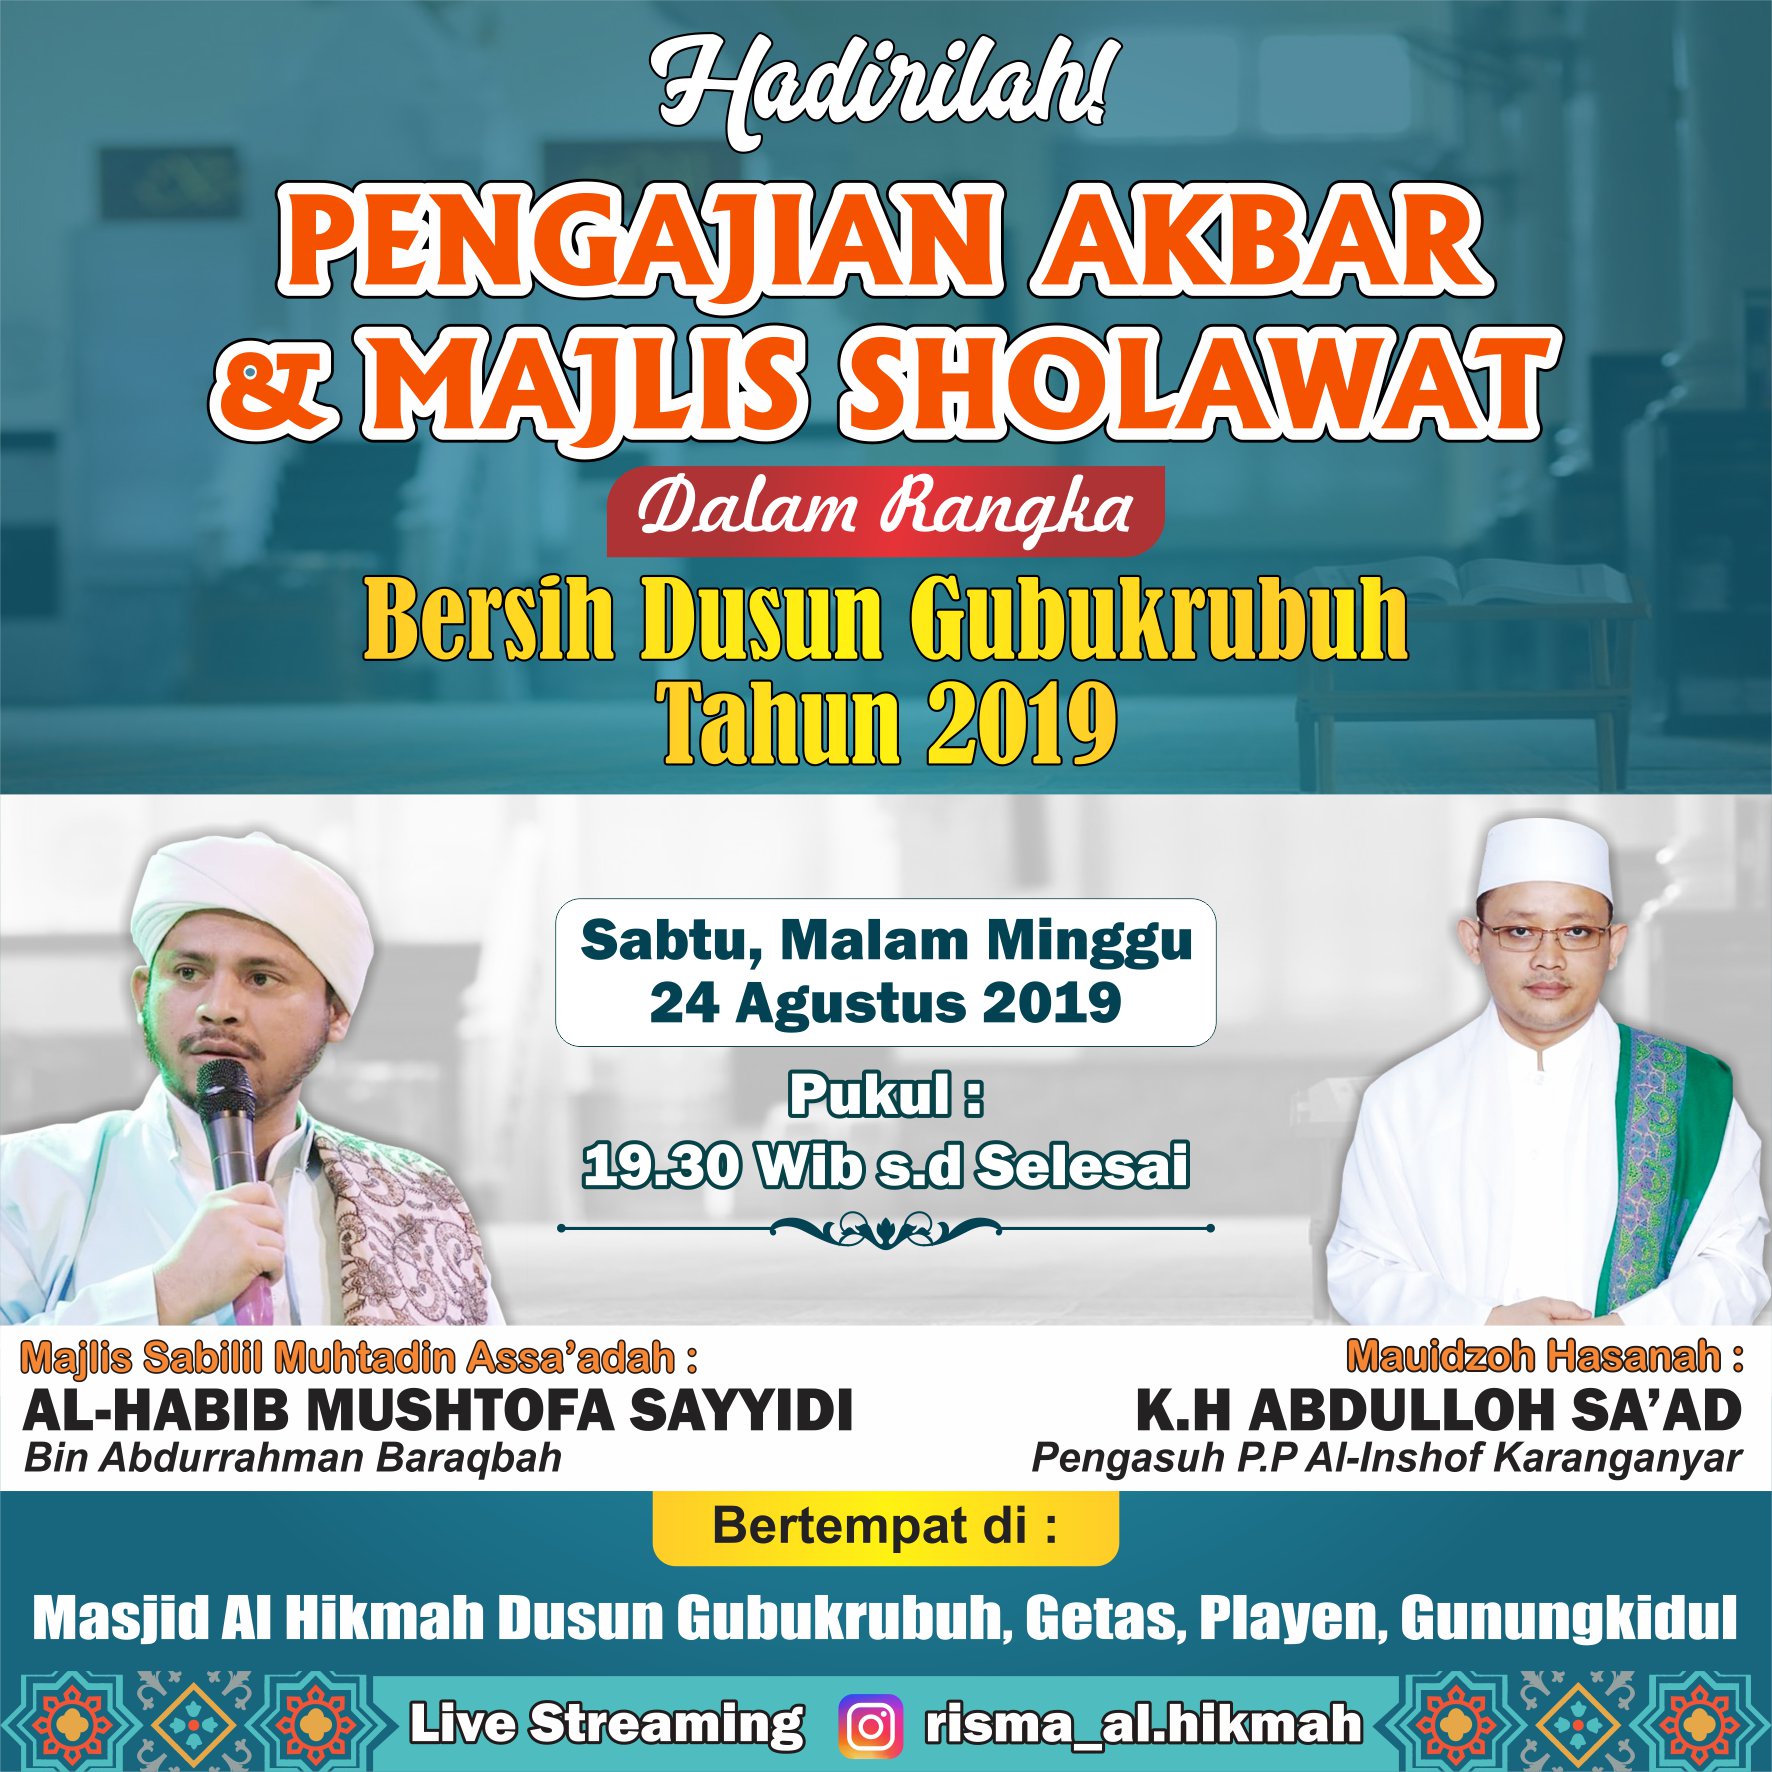 Hadirilah!
PENGAJIAN AKBAR
& MAJLIS SHOLAWAT
Dalam Rangka
Bersih Dusun Gubukrubuh
Tahun 2019
Sabtu, Malam Minggu
24 Agustus 2019
Pukul :
19.30 Wib s.d Selesai
Majlis Sabilil Muhtadin Assa'adah :
AL-HABIB MUSHTOFA SAYYIDI
Bin Abdurrahman Baraqbah
Mauidzoh Hasanah :
K.H ABDULLOH SA'AD
Pengasuh P.P Al-Inshof Karanganyar
Bertempat di :
Masjid Al Hikmah Dusun Gubukrubuh, Getas, Playen, Gunungkidul
Live Streaming risma_al.hikmah